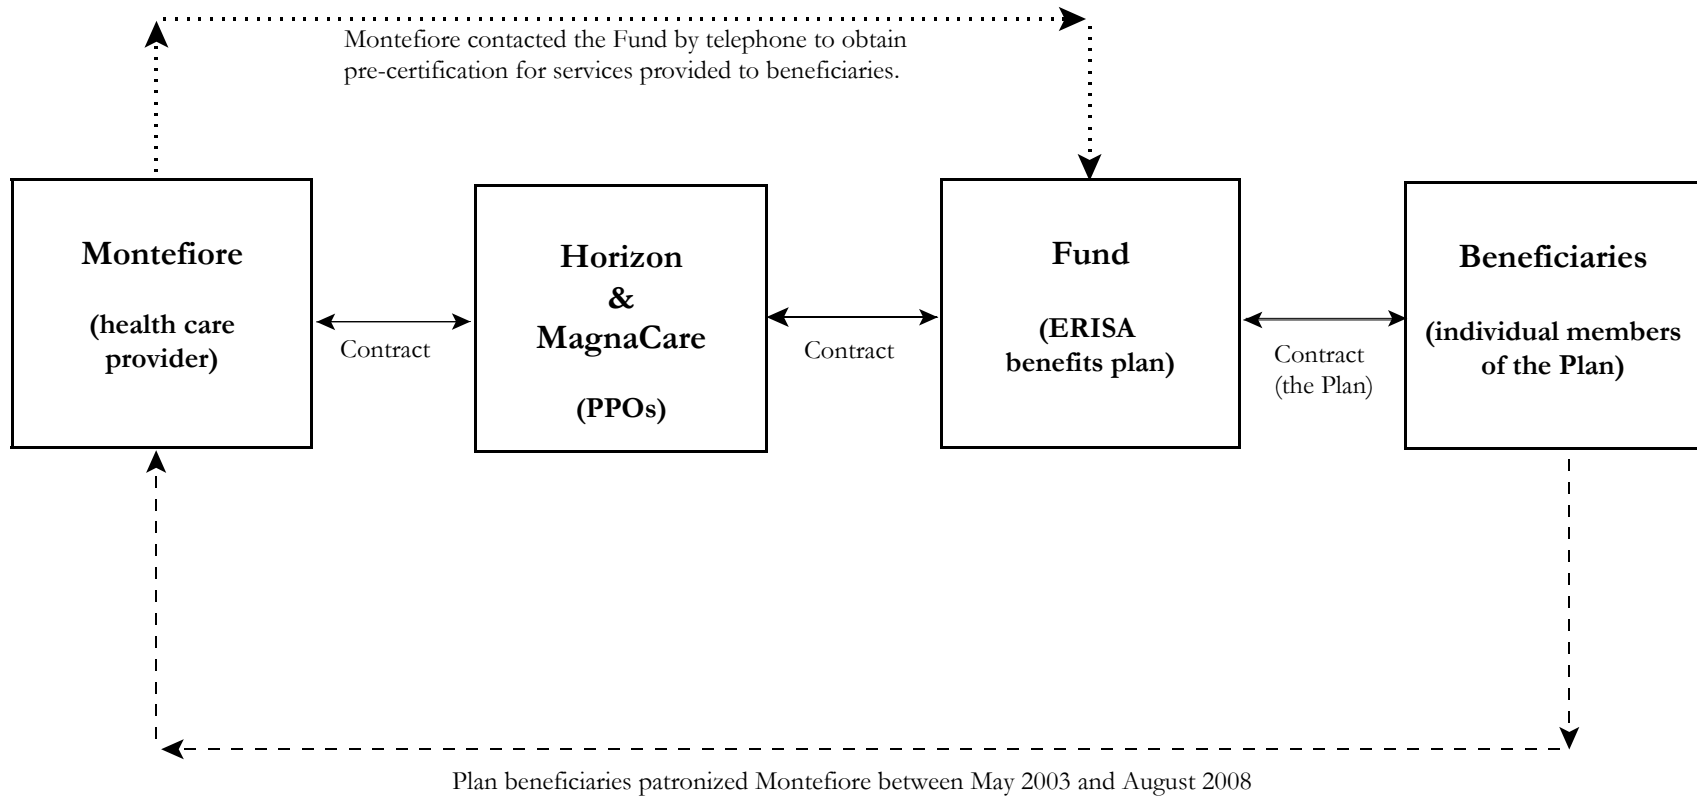 Montefiore contacted the Fund by telephone to obtain
pre-certification for services provided to beneficiaries.
Montefiore
(health care
provider)
Contract
Horizon
&
MagnaCare
(PPOs)
Contract
Fund
(ERISA
benefits plan)
Contract
(the Plan)
Beneficiaries
(individual members
of the Plan)
Plan beneficiaries patronized Montefiore between May 2003 and August 2008